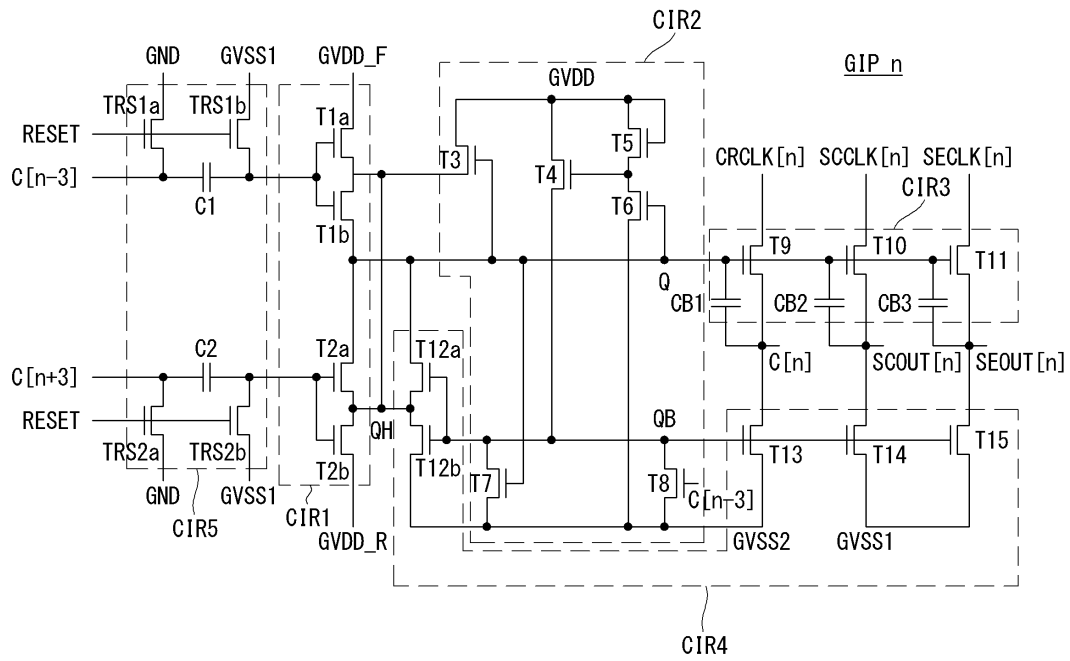 CIR2
GND GVSS1 GVDD_F
GVDD
GIP n
TRS1a TRS1b
T1a
T5
RESET
T3
T4
CRCLK[n] SCCLK[n] SECLK[n]
C[n-3]
CIR3
C1
T1b
T6
T9 T10 T11
Q
CB1 CB2 CB3
C2
T2a T12a
C[n] SCOUT[n] SEOUT[n]
C[n+3]
RESET
QH
QB
TRS2a TRS2b
T2b T12b
T7 T8
C[n-3]
T13 T14 T15
GND GVSS1
CIR5
CIR1
GVDD_R
GVSS2 GVSS1
CIR4